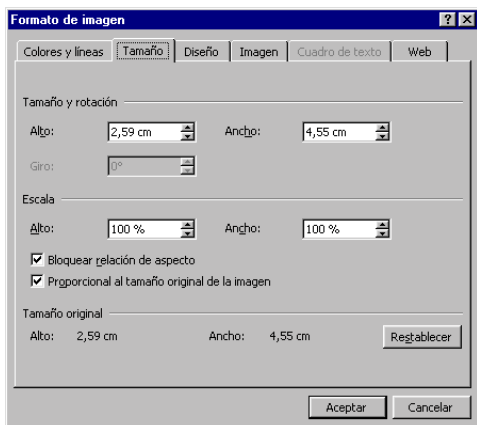 Formato de imagen
Colores y líneas Tamaño Diseño Imagen Cuadro de texto Web
Tamaño y rotación
Alto: 2,59 cm Ancho: 4,55 cm
Giro: 0°
Escala
Alto: 100 % Ancho: 100 %
Bloquear relación de aspecto
Proporcional al tamaño original de la imagen
Tamaño original
Alto: 2,59 cm Ancho: 4,55 cm Restablecer
Aceptar Cancelar